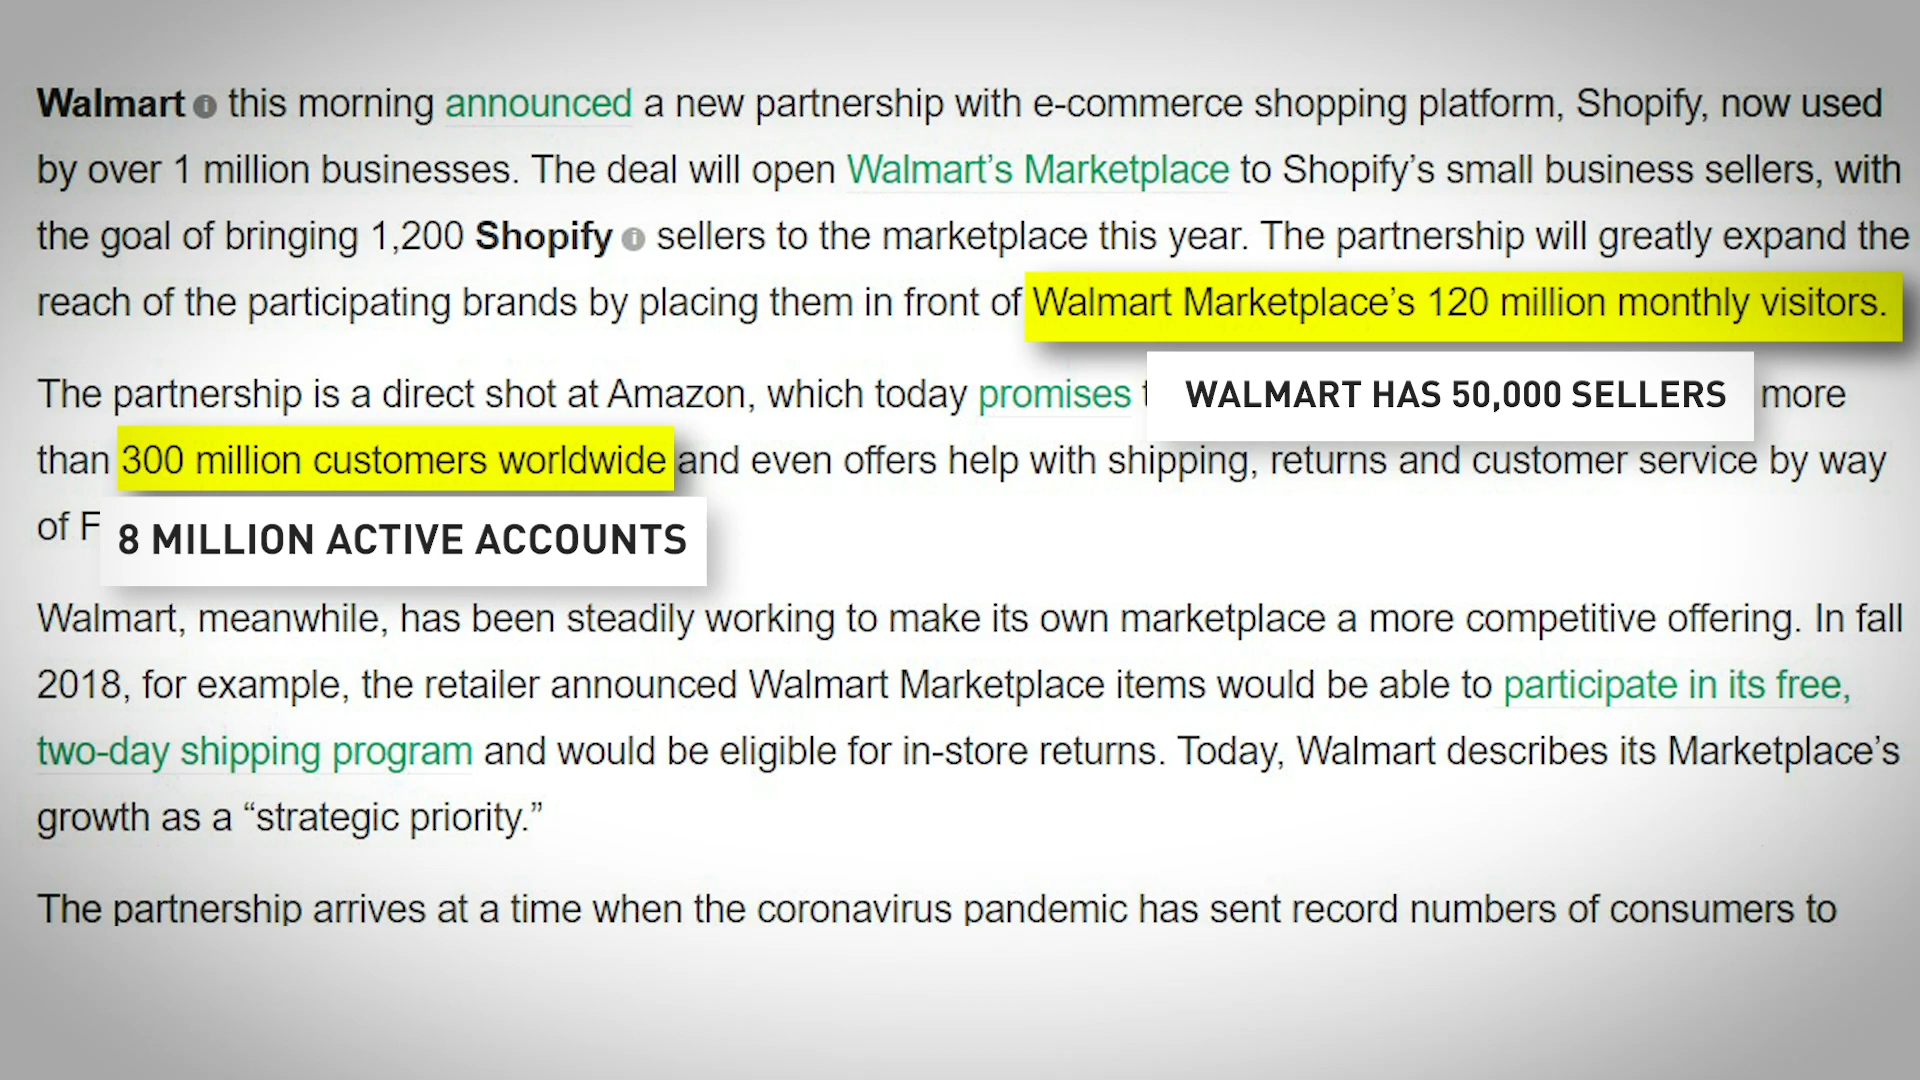 Walmart this morning announced a new partnership with e-commerce shopping platform, Shopify, now used
by over 1 million businesses. The deal will open Walmart's Marketplace to Shopify's small business sellers, with
the goal of bringing 1,200 Shopify sellers to the marketplace this year. The partnership will greatly expand the
reach of the participating brands by placing them in front of Walmart Marketplace's 120 million monthly visitors.
The partnership is a direct shot at Amazon, which today promises WALMART HAS 50,000 SELLERS more
than 300 million customers worldwide and even offers help with shipping, returns and customer service by way
of 8 MILLION ACTIVE ACCOUNTS
Walmart, meanwhile, has been steadily working to make its own marketplace a more competitive offering. In fall
2018, for example, the retailer announced Walmart Marketplace items would be able to participate in its free,
two-day shipping program and would be eligible for in-store returns. Today, Walmart describes its Marketplace's
growth as a “strategic priority.”
The partnership arrives at a time when the coronavirus pandemic has sent record numbers of consumers to